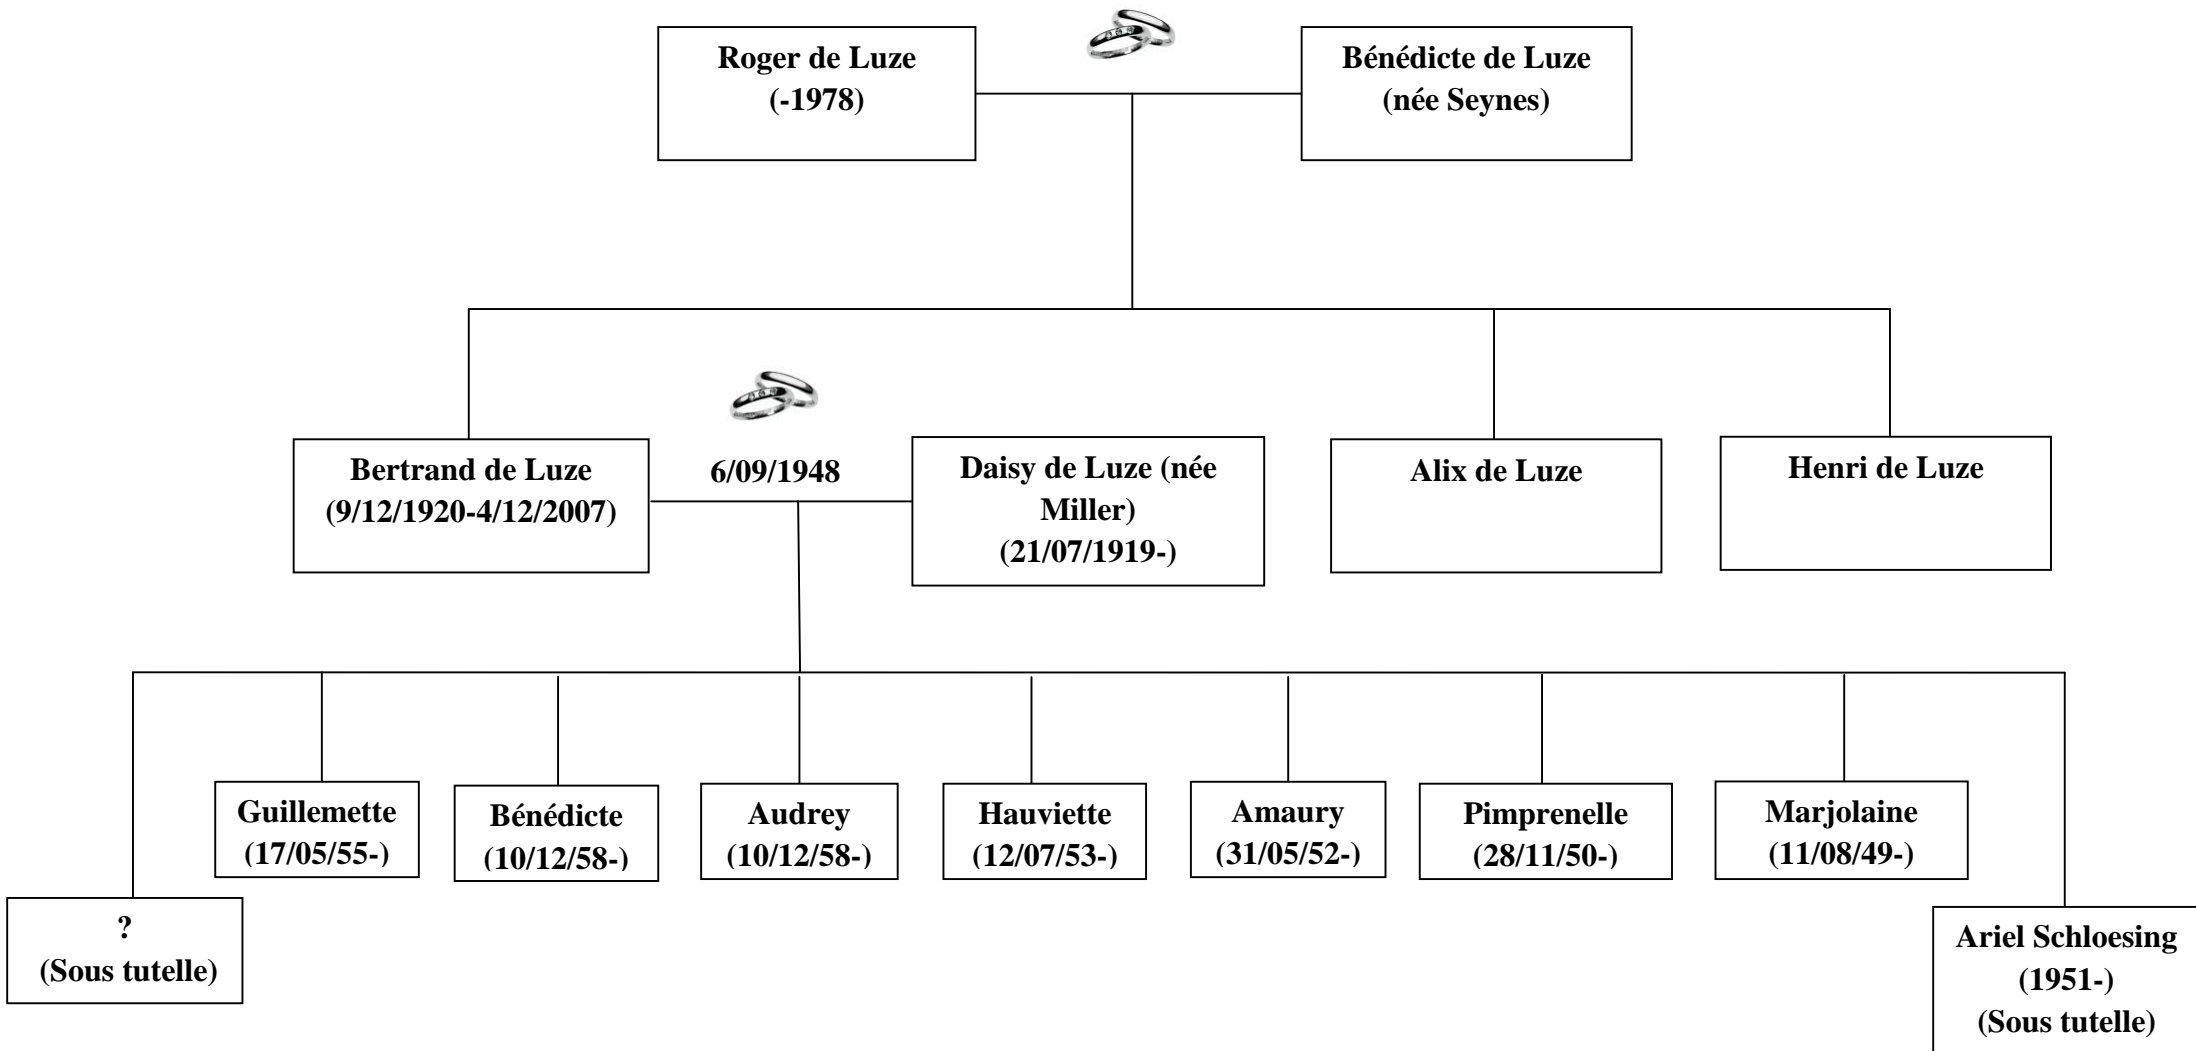 Roger de Luze
(-1978)
Bénédicte de Luze
(née Seynes)
Bertrand de Luze
(9/12/1920-4/12/2007)
6/09/1948
Daisy de Luze (née
Miller)
(21/07/1919-)
Alix de Luze
Henri de Luze
Guillemette
(17/05/55-)
Bénédicte
(10/12/58-)
Audrey
(10/12/58-)
Hauviette
(12/07/53-)
Amaury
(31/05/52-)
Pimprenelle
(28/11/50-)
Marjolaine
(11/08/49-)
?
(Sous tutelle)
Ariel Schloesing
(1951-)
(Sous tutelle)